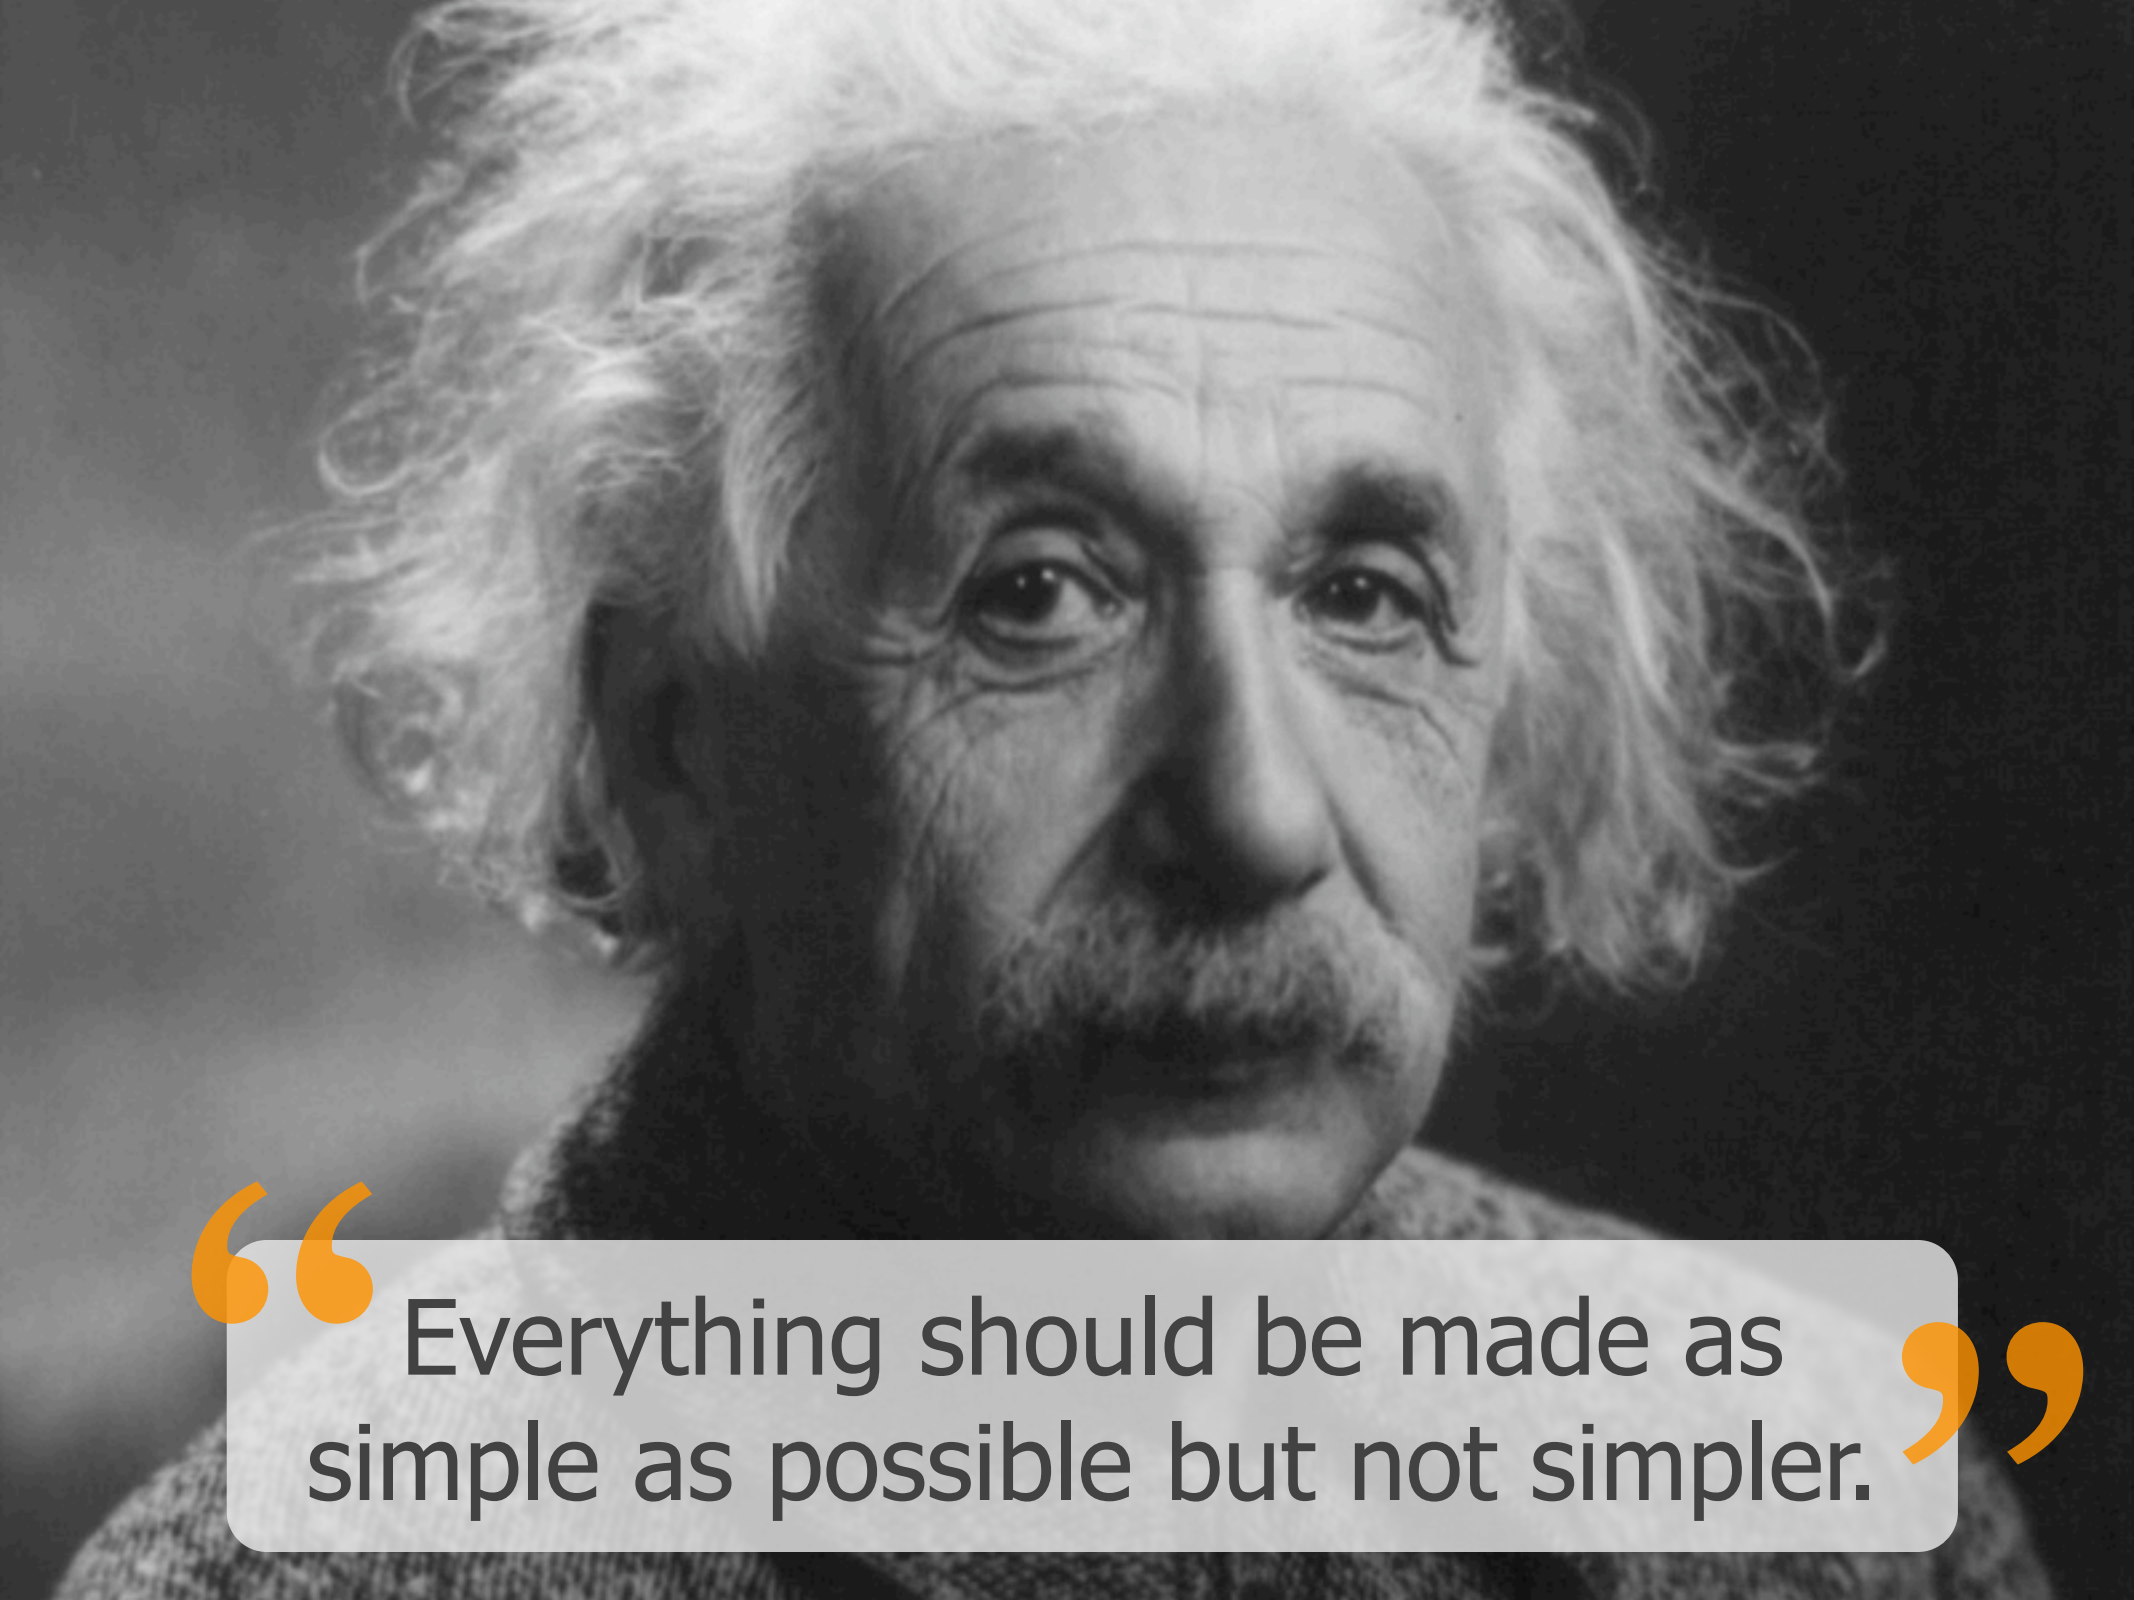 “Everything should be made as
simple as possible but not simpler.”